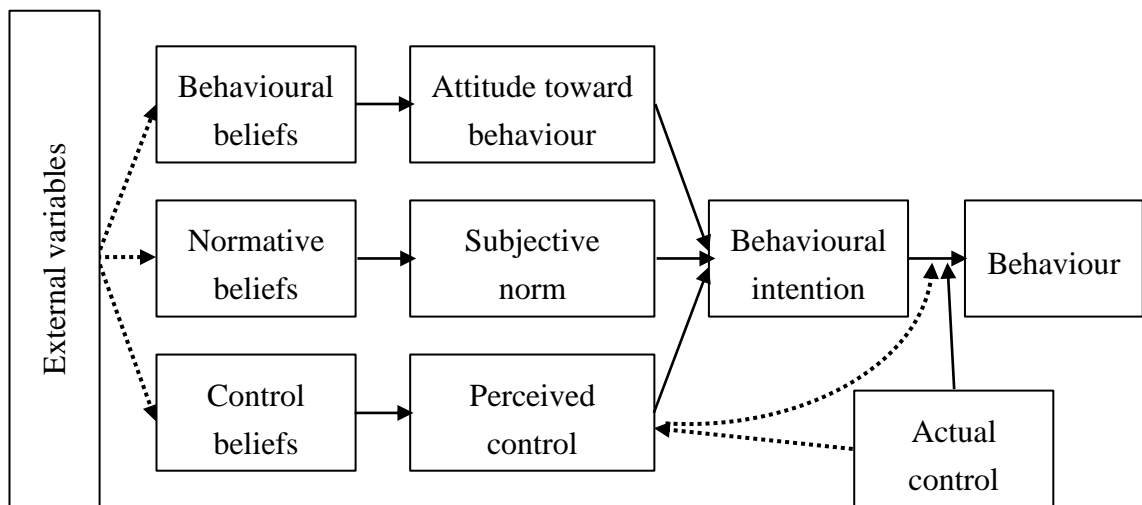 External variables
Behavioural
beliefs
Attitude toward
behaviour
Normative
beliefs
Subjective
norm
Behavioural
intention
Behaviour
Control
beliefs
Perceived
control
Actual
control